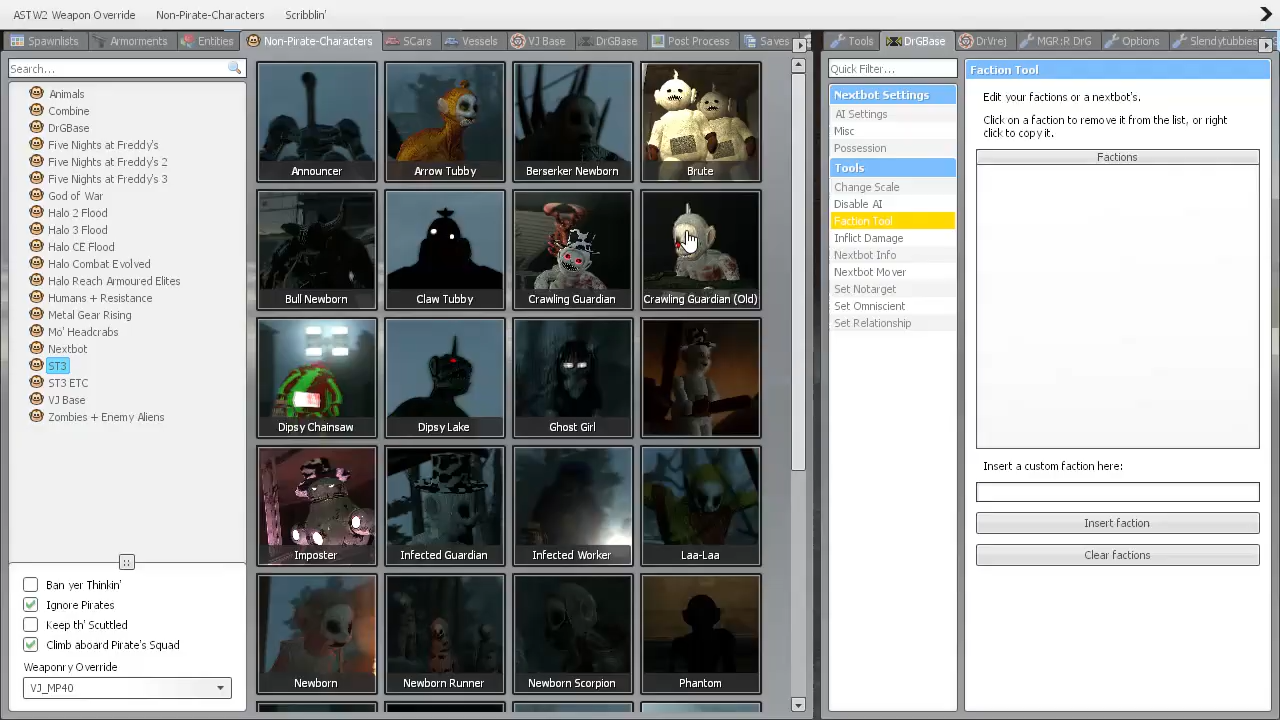 ASTW2 Weapon Override
Non-Pirate-Characters
Scribblin'
Spawnlists
Armorments
Entities
Non-Pirate-Characters
SCars
Vessels
VJ Base
DrGBase
Post Process
Saves
Tools
DrGBase
DrVrej
MGR:R DrG
Options
Slendytubbies
Search...
Animals
Combine
DrGBase
Five Nights at Freddy's
Five Nights at Freddy's 2
Five Nights at Freddy's 3
God of War
Halo 2 Flood
Halo 3 Flood
Halo CE Flood
Halo Combat Evolved
Halo Reach Armoured Elites
Humans + Resistance
Metal Gear Rising
Mo' Headcrabs
Nextbot
ST3
ST3 ETC
VJ Base
Zombies + Enemy Aliens
Ban yer Thinkin'
Ignore Pirates
Keep th' Scuttled
Climb aboard Pirate's Squad
Weaponry Override
VJ_MP40
Announcer
Arrow Tubby
Berserker Newborn
Brute
Bull Newborn
Claw Tubby
Crawling Guardian
Crawling Guardian (Old)
Dipsy Chainsaw
Dipsy Lake
Ghost Girl
Imposter
Infected Guardian
Infected Worker
Laa-Laa
Newborn
Newborn Runner
Newborn Scorpion
Phantom
Quick Filter...
Nextbot Settings
AI Settings
Misc
Possession
Tools
Change Scale
Disable AI
Faction Tool
Inflict Damage
Nextbot Info
Nextbot Mover
Set Notarget
Set Omniscient
Set Relationship
Faction Tool
Edit your factions or a nextbot's.
Click on a faction to remove it from the list, or right
click to copy it.
Factions
Insert a custom faction here:
Insert faction
Clear factions